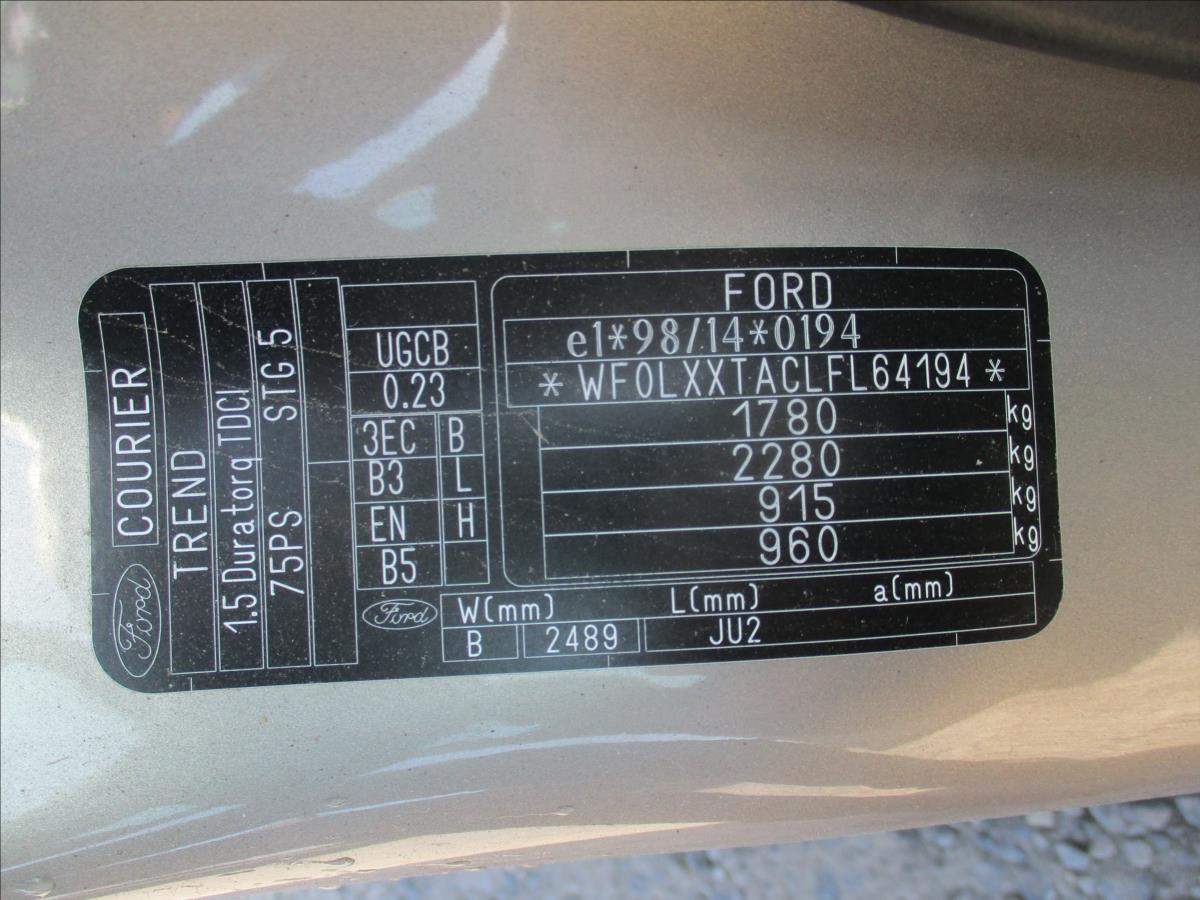 Ford COURIER
TREND
1.5 Duratorq TDCI
75PS STG 5
UGCB
0.23
3EC B
B3 L
EN H
B5
Ford
FORD
e1*98/14*0194
* WF0LXXTACLFL64194 *
1780 kg
2280 kg
915 kg
960 kg
W(mm) L(mm) a(mm)
B 2489 JU2